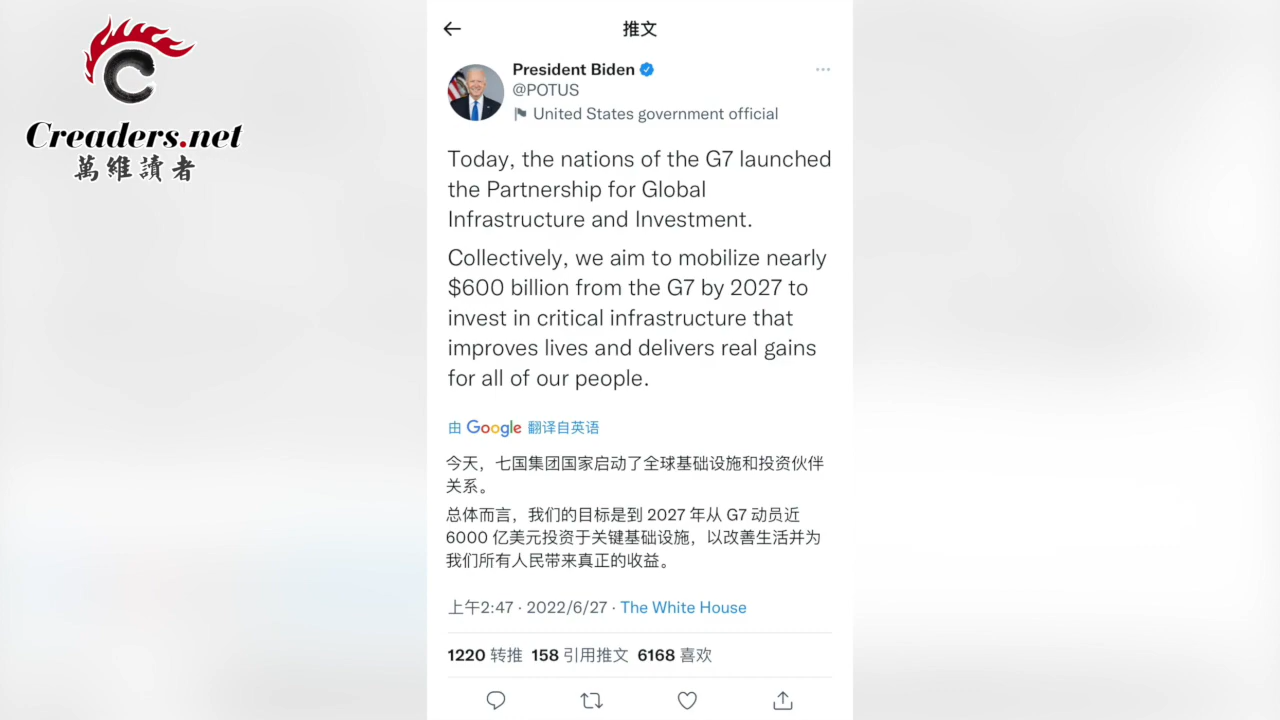 Creaders.net
萬維讀者
推文
President Biden
@POTUS
United States government official
Today, the nations of the G7 launched
the Partnership for Global
Infrastructure and Investment.
Collectively, we aim to mobilize nearly
$600 billion from the G7 by 2027 to
invest in critical infrastructure that
improves lives and delivers real gains
for all of our people.
由 Google 翻译自英语
今天，七国集团国家启动了全球基础设施和投资伙伴
关系。
总体而言，我们的目标是到 2027 年从 G7 动员近
6000 亿美元投资于关键基础设施，以改善生活并为
我们所有人民带来真正的收益。
上午2:47 · 2022/6/27 · The White House
1220 转推 158 引用推文 6168 喜欢